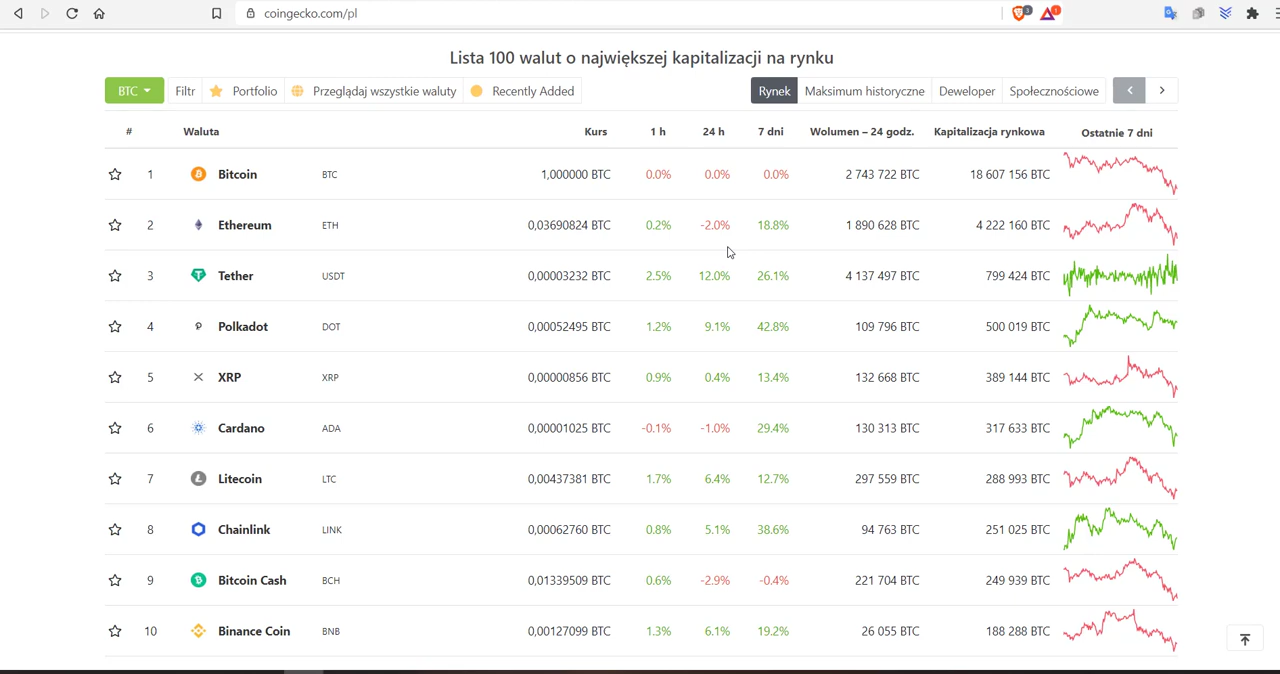 coingecko.com/pl
3
1
Lista 100 walut o największej kapitalizacji na rynku
BTC Filtr Portfolio Przeglądaj wszystkie waluty Recently Added Rynek Maksimum historyczne Deweloper Społecznościowe
# Waluta Kurs 1 h 24 h 7 dni Wolumen – 24 godz. Kapitalizacja rynkowa Ostatnie 7 dni
1 Bitcoin BTC 1,000000 BTC 0.0% 0.0% 0.0% 2 743 722 BTC 18 607 156 BTC
2 Ethereum ETH 0,03690824 BTC 0.2% -2.0% 18.8% 1 890 628 BTC 4 222 160 BTC
3 Tether USDT 0,00003232 BTC 2.5% 12.0% 26.1% 4 137 497 BTC 799 424 BTC
4 Polkadot DOT 0,00052495 BTC 1.2% 9.1% 42.8% 109 796 BTC 500 019 BTC
5 XRP XRP 0,00000856 BTC 0.9% 0.4% 13.4% 132 668 BTC 389 144 BTC
6 Cardano ADA 0,00001025 BTC -0.1% -1.0% 29.4% 130 313 BTC 317 633 BTC
7 Litecoin LTC 0,00437381 BTC 1.7% 6.4% 12.7% 297 559 BTC 288 993 BTC
8 Chainlink LINK 0,00062760 BTC 0.8% 5.1% 38.6% 94 763 BTC 251 025 BTC
9 Bitcoin Cash BCH 0,01339509 BTC 0.6% -2.9% -0.4% 221 704 BTC 249 939 BTC
10 Binance Coin BNB 0,00127099 BTC 1.3% 6.1% 19.2% 26 055 BTC 188 288 BTC